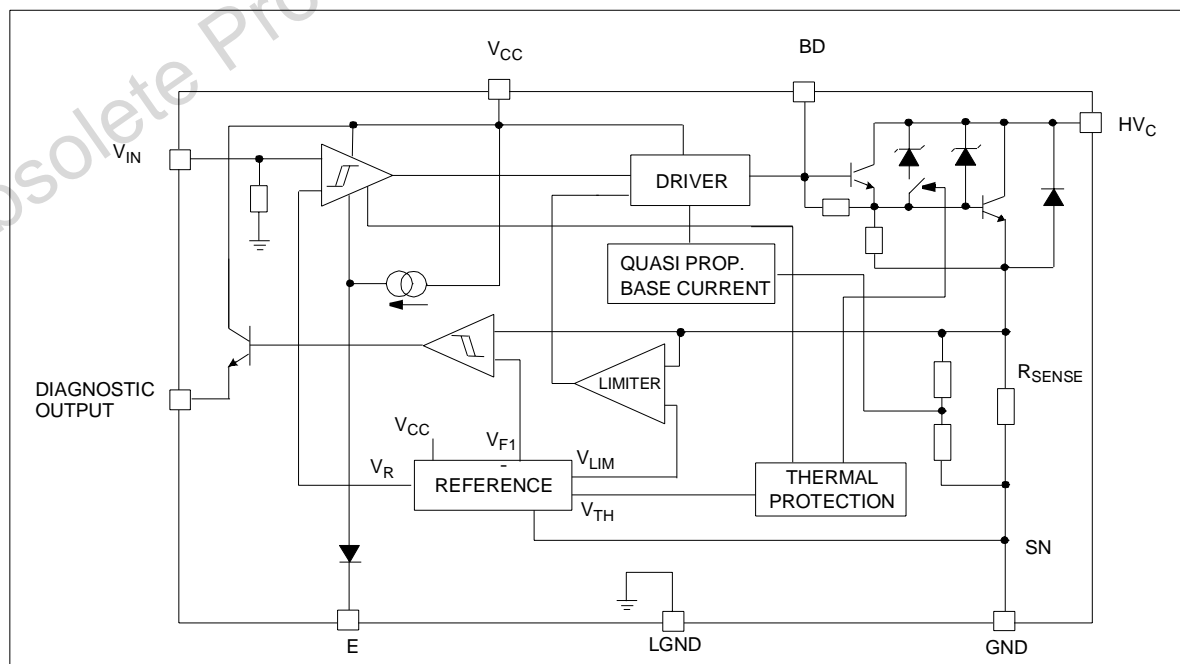 bsolete Pro
V_CC
BD
HV_C
V_IN
DRIVER
QUASI PROP.
BASE CURRENT
LIMITER
R_SENSE
DIAGNOSTIC
OUTPUT
V_CC
V_F1
V_LIM
V_R
-
REFERENCE
V_TH
THERMAL
PROTECTION
SN
E
LGND
GND